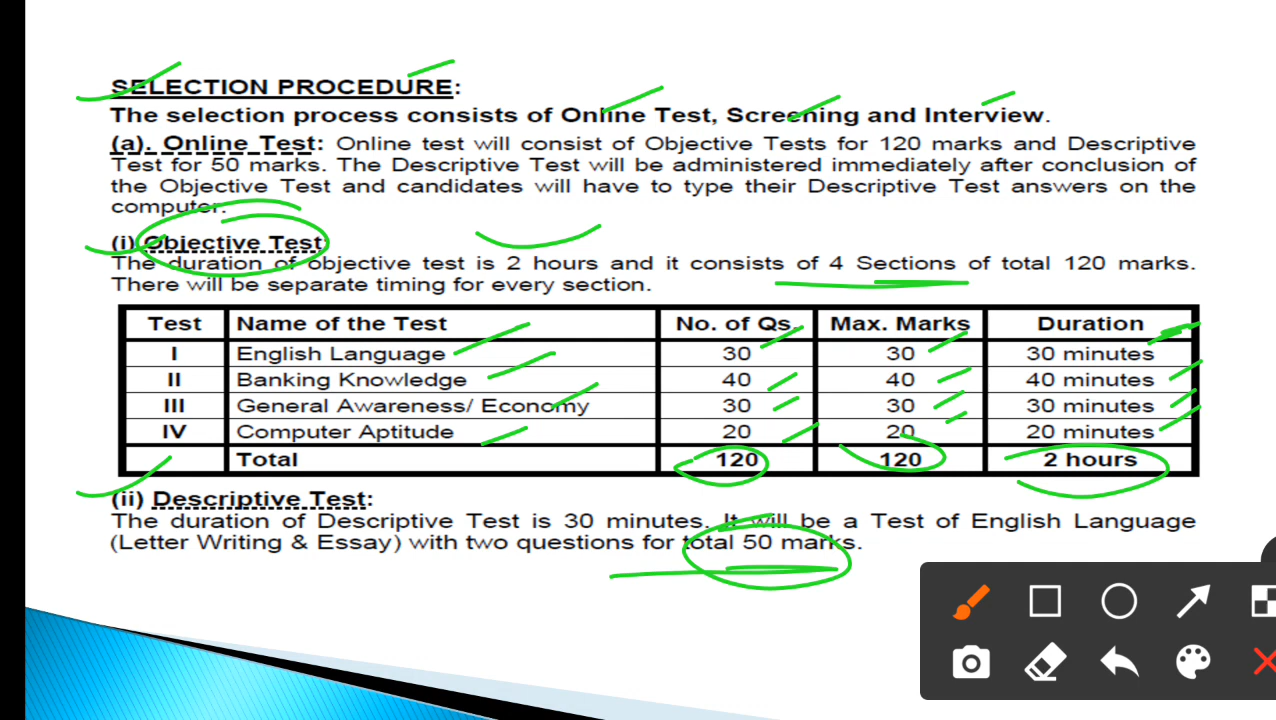 SELECTION PROCEDURE:
The selection process consists of Online Test, Screening and Interview.
(a). Online Test: Online test will consist of Objective Tests for 120 marks and Descriptive
Test for 50 marks. The Descriptive Test will be administered immediately after conclusion of
the Objective Test and candidates will have to type their Descriptive Test answers on the
computer.
(i) Objective Test:
The duration of objective test is 2 hours and it consists of 4 Sections of total 120 marks.
There will be separate timing for every section.
Test Name of the Test No. of Qs. Max. Marks Duration
I English Language 30 30 30 minutes
II Banking Knowledge 40 40 40 minutes
III General Awareness/ Economy 30 30 30 minutes
IV Computer Aptitude 20 20 20 minutes
Total 120 120 2 hours
(ii) Descriptive Test:
The duration of Descriptive Test is 30 minutes. It will be a Test of English Language
(Letter Writing & Essay) with two questions for total 50 marks.